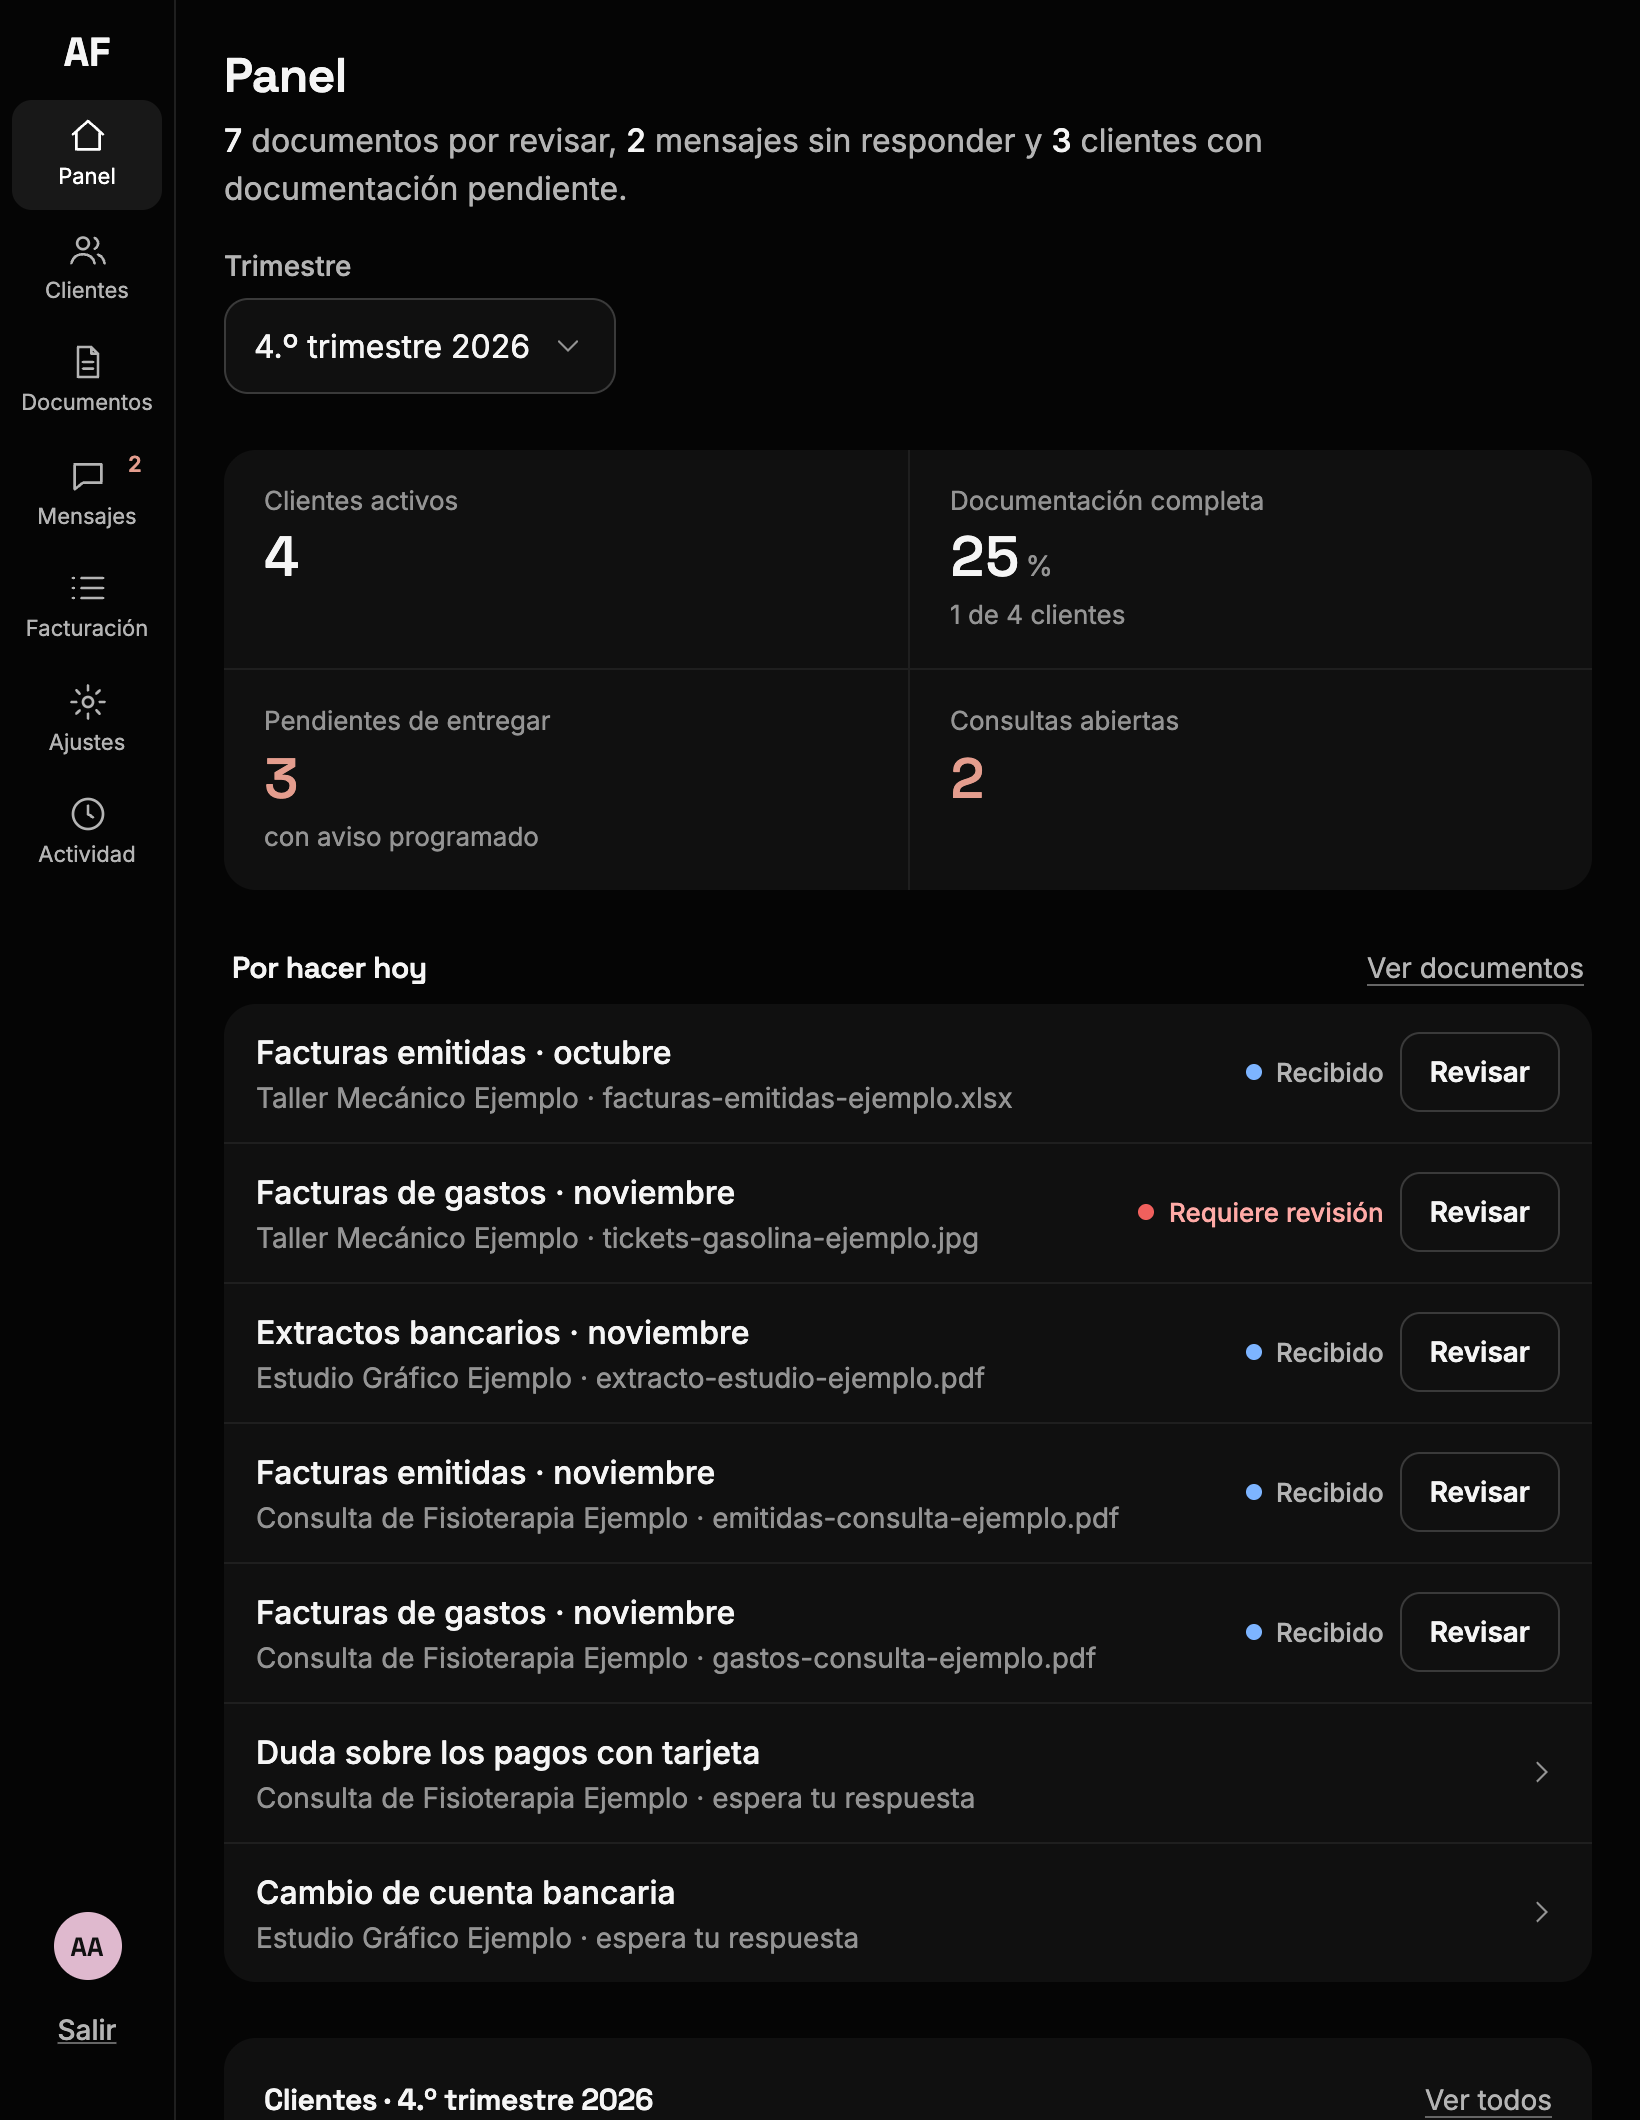 AF
Panel
Clientes
Documentos
2
Mensajes
Facturación
Ajustes
Actividad
AA
Salir
Panel
7 documentos por revisar, 2 mensajes sin responder y 3 clientes con
documentación pendiente.
Trimestre
4.º trimestre 2026
Clientes activos
4
Documentación completa
25 %
1 de 4 clientes
Pendientes de entregar
3
con aviso programado
Consultas abiertas
2
Por hacer hoy
Ver documentos
Facturas emitidas · octubre
Taller Mecánico Ejemplo · facturas-emitidas-ejemplo.xlsx
Recibido
Revisar
Facturas de gastos · noviembre
Taller Mecánico Ejemplo · tickets-gasolina-ejemplo.jpg
Requiere revisión
Revisar
Extractos bancarios · noviembre
Estudio Gráfico Ejemplo · extracto-estudio-ejemplo.pdf
Recibido
Revisar
Facturas emitidas · noviembre
Consulta de Fisioterapia Ejemplo · emitidas-consulta-ejemplo.pdf
Recibido
Revisar
Facturas de gastos · noviembre
Consulta de Fisioterapia Ejemplo · gastos-consulta-ejemplo.pdf
Recibido
Revisar
Duda sobre los pagos con tarjeta
Consulta de Fisioterapia Ejemplo · espera tu respuesta
Cambio de cuenta bancaria
Estudio Gráfico Ejemplo · espera tu respuesta
Clientes · 4.º trimestre 2026
Ver todos